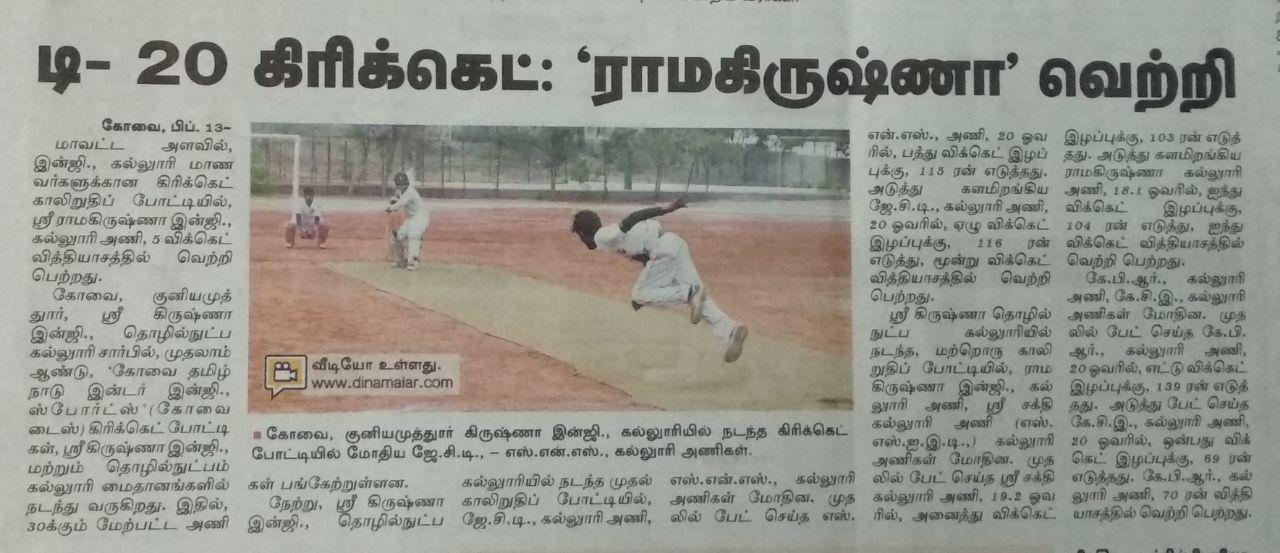 டி- 20 கிரிக்கெட்: 'ராமகிருஷ்ணா' வெற்றி
கோவை, பிப். 13-
மாவட்ட அளவில்,
இன்ஜி., கல்லூரி மாண
வர்களுக்கான கிரிக்கெட்
காலிறுதிப் போட்டியில்,
ஸ்ரீ ராமகிருஷ்ணா இன்ஜி.,
கல்லூரி அணி, 5 விக்கெட்
வித்தியாசத்தில் வெற்றி
பெற்றது.
கோவை, குனியமுத்
தூர், ஸ்ரீ கிருஷ்ணா
இன்ஜி., தொழில்நுட்ப
கல்லூரி சார்பில், முதலாம்
ஆண்டு, 'கோவை தமிழ்
நாடு இன்டர் இன்ஜி.,
ஸ்போர்ட்ஸ்' (கோவை
டைஸ்) கிரிக்கெட் போட்டி
கள், ஸ்ரீ கிருஷ்ணா இன்ஜி.,
மற்றும் தொழில்நுட்பம்
கல்லூரி மைதானங்களில்
நடந்து வருகிறது. இதில்,
30க்கும் மேற்பட்ட அணி
வீடியோ உள்ளது.
www.dinamalar.com
கோவை, குனியமுத்தூர் கிருஷ்ணா இன்ஜி., கல்லூரியில் நடந்த கிரிக்கெட்
போட்டியில் மோதிய ஜே.சி.டி., – எஸ்.என்.எஸ்., கல்லூரி அணிகள்.
கள் பங்கேற்றுள்ளன.
நேற்று, ஸ்ரீ கிருஷ்ணா
இன்ஜி., தொழில்நுட்ப
கல்லூரியில் நடந்த முதல்
காலிறுதிப் போட்டியில்,
ஜே.சி.டி., கல்லூரி அணி,
எஸ்.என்.எஸ்., கல்லூரி
அணிகள் மோதின. முத
லில் பேட் செய்த எஸ்.
என்.எஸ்., அணி, 20 ஓவ
ரில், பத்து விக்கெட் இழப்
புக்கு, 115 ரன் எடுத்தது.
அடுத்து களமிறங்கிய
ஜே.சி.டி., கல்லூரி அணி,
20 ஓவரில், ஏழு விக்கெட்
இழப்புக்கு, 116 ரன்
எடுத்து, மூன்று விக்கெட்
வித்தியாசத்தில் வெற்றி
பெற்றது.
ஸ்ரீ கிருஷ்ணா தொழில்
நுட்ப கல்லூரியில்
நடந்த, மற்றொரு காலி
றுதிப் போட்டியில், ராம
கிருஷ்ணா இன்ஜி., கல்
லூரி அணி, ஸ்ரீ சக்தி
கல்லூரி அணி (எஸ்.
எஸ்.ஐ.இ.டி.,) கல்லூரி
அணிகள் மோதின. முத
லில் பேட் செய்த ஸ்ரீ சக்தி
கல்லூரி அணி, 19.2 ஓவ
ரில், அனைத்து விக்கெட்
இழப்புக்கு, 103 ரன் எடுத்
தது. அடுத்து களமிறங்கிய
ராமகிருஷ்ணா கல்லூரி
அணி, 18.1 ஓவரில், ஐந்து
விக்கெட் இழப்புக்கு,
104 ரன் எடுத்து, ஐந்து
விக்கெட் வித்தியாசத்தில்
வெற்றி பெற்றது.
கே.பி.ஆர்., கல்லூரி
அணி, கே.சி.இ., கல்லூரி
அணிகள் மோதின. முத
லில் பேட் செய்த கே.பி.
ஆர்., கல்லூரி அணி,
20 ஓவரில், எட்டு விக்கெட்
இழப்புக்கு, 139 ரன் எடுத்
தது. அடுத்து பேட் செய்த
கே.சி.இ., கல்லூரி அணி,
20 ஓவரில், ஒன்பது விக்
கெட் இழப்புக்கு, 69 ரன்
எடுத்தது. கே.பி.ஆர்., கல்
லூரி அணி, 70 ரன் வித்தி
யாசத்தில் வெற்றி பெற்றது.